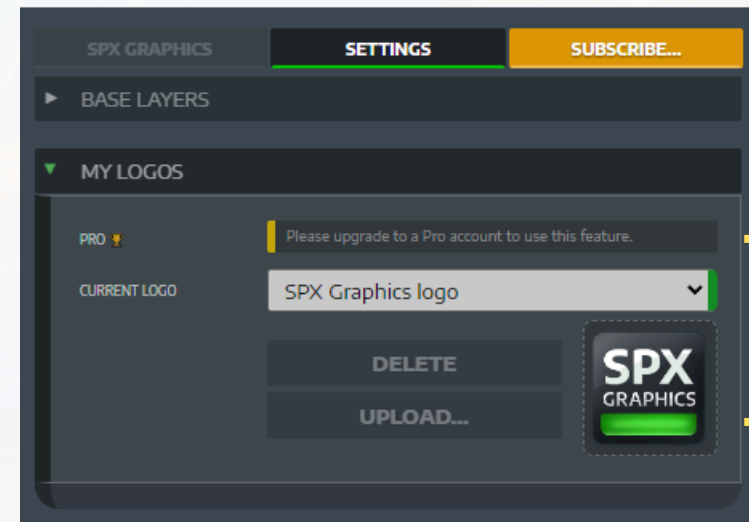 SPX GRAPHICS SETTINGS SUBSCRIBE...
BASE LAYERS
MY LOGOS
PRO Please upgrade to a Pro account to use this feature.
CURRENT LOGO SPX Graphics logo
DELETE
UPLOAD...
SPX
GRAPHICS